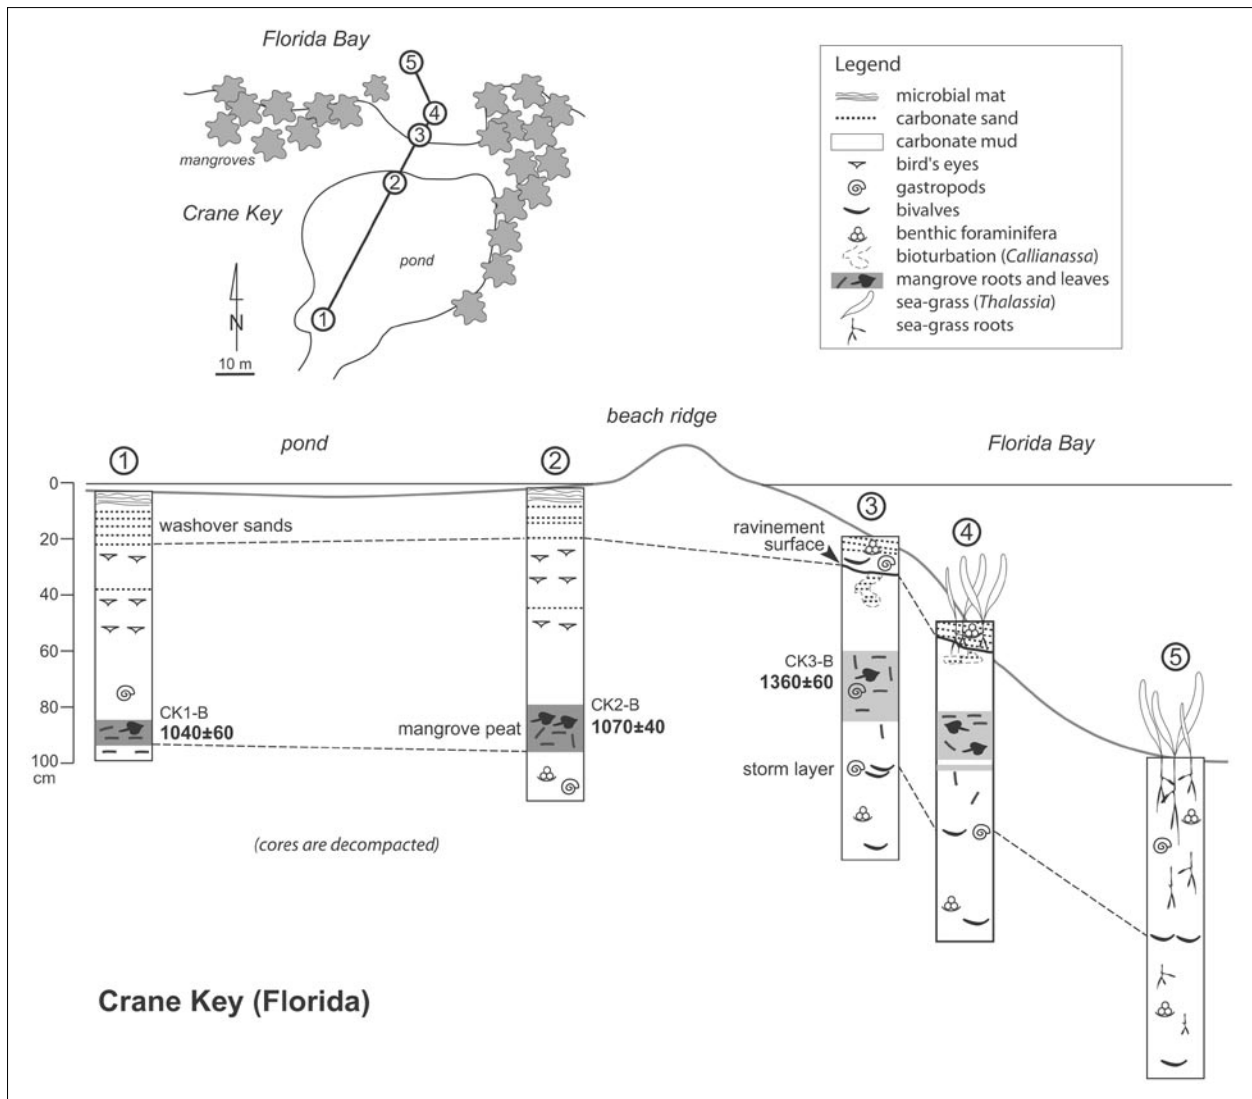 Florida Bay
5
4
3
2
1
mangroves
Crane Key
pond
N
10 m
Legend
microbial mat
carbonate sand
carbonate mud
bird's eyes
gastropods
bivalves
benthic foraminifera
bioturbation (Callianassa)
mangrove roots and leaves
sea-grass (Thalassia)
sea-grass roots
beach ridge
pond
Florida Bay
1
2
3
4
5
0
20
40
60
80
100
cm
washover sands
ravinement
surface
CK3-B
1360±60
CK1-B
1040±60
mangrove peat
CK2-B
1070±40
storm layer
(cores are decompacted)
Crane Key (Florida)